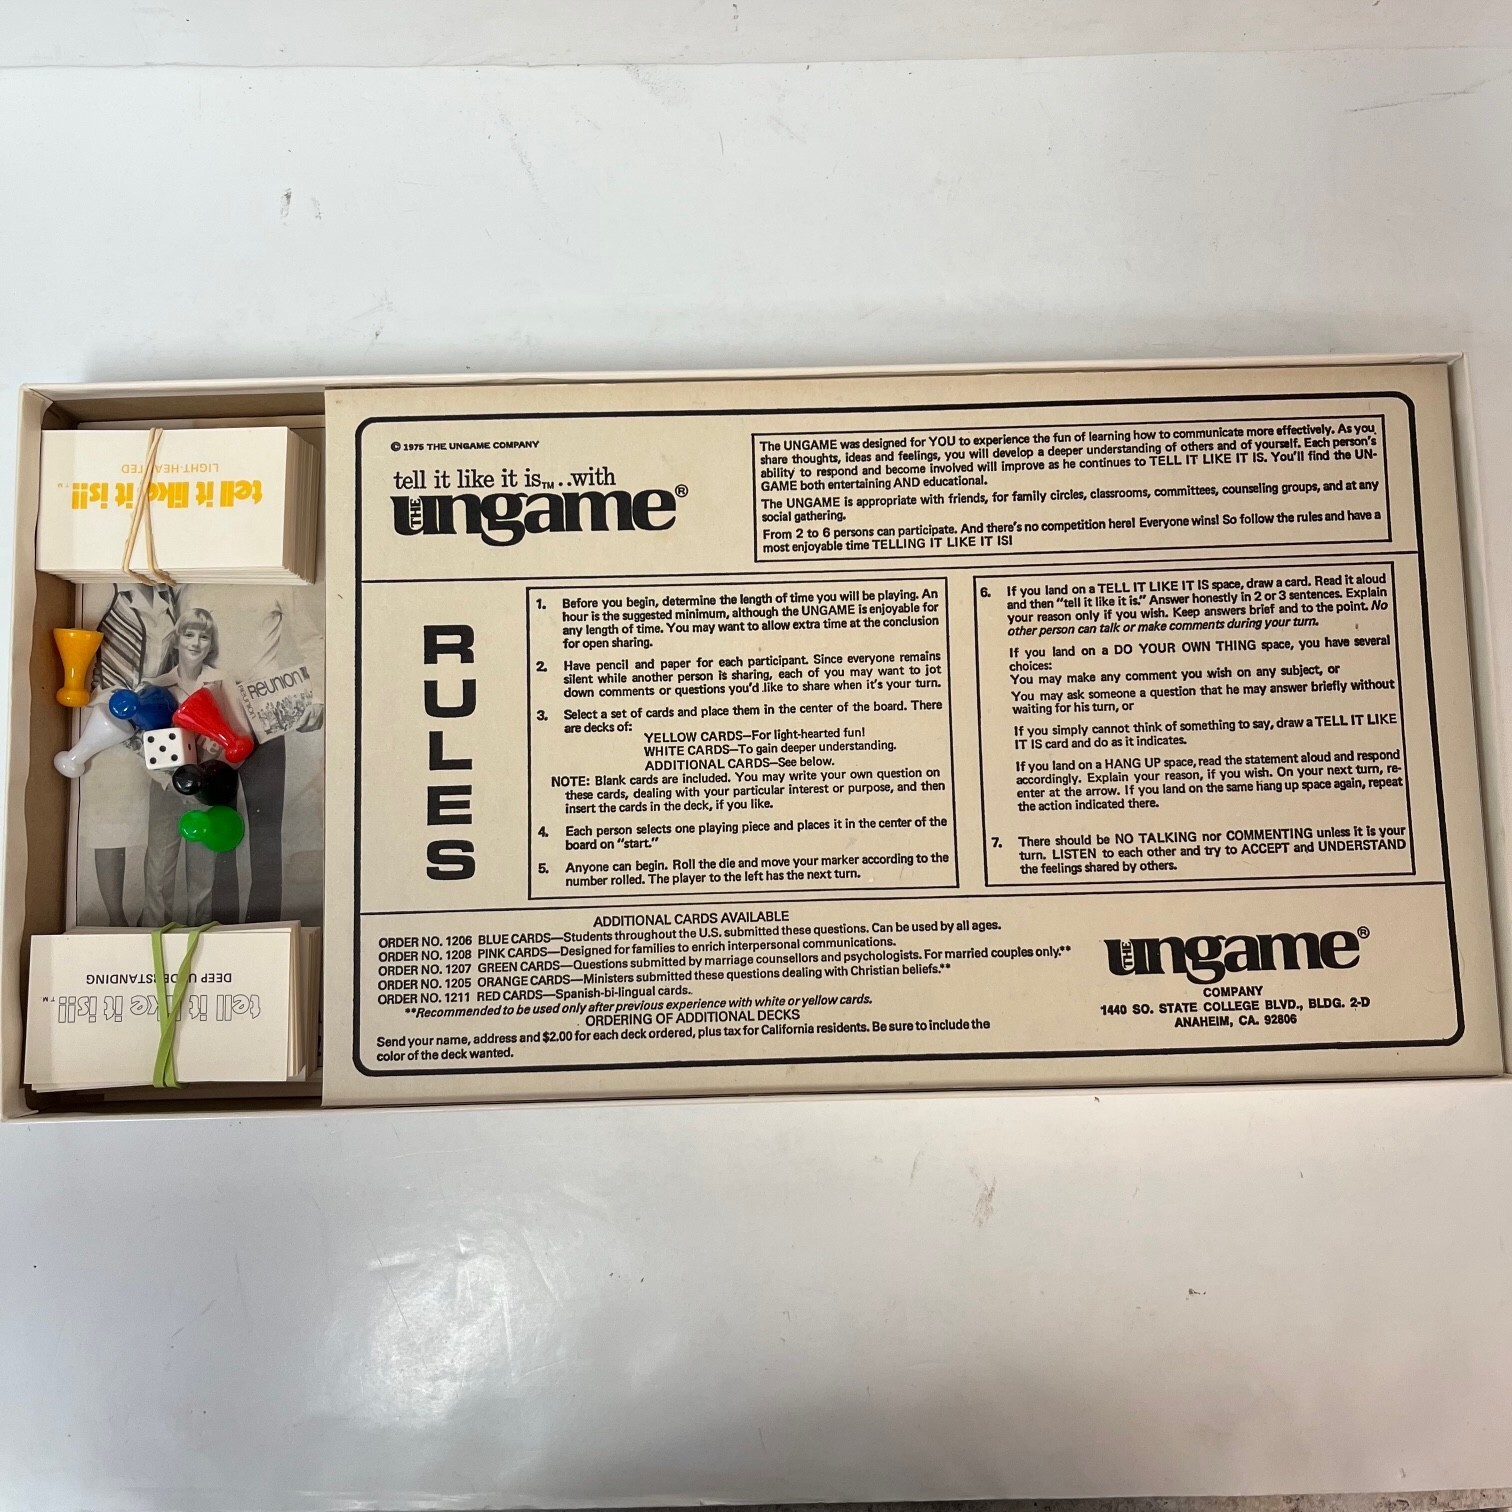 © 1975 THE UNGAME COMPANY
tell it like it is™...with
THE ungame®
The UNGAME was designed for YOU to experience the fun of learning how to communicate more effectively. As you
share thoughts, ideas and feelings, you will develop a deeper understanding of others and of yourself. Each person's
ability to respond and become involved will improve as he continues to TELL IT LIKE IT IS. You'll find the UN-
GAME both entertaining AND educational.
The UNGAME is appropriate with friends, for family circles, classrooms, committees, counseling groups, and at any
social gathering.
From 2 to 6 persons can participate. And there's no competition here! Everyone wins! So follow the rules and have a
most enjoyable time TELLING IT LIKE IT IS!
RULES
1. Before you begin, determine the length of time you will be playing. An
hour is the suggested minimum, although the UNGAME is enjoyable for
any length of time. You may want to allow extra time at the conclusion
for open sharing.
2. Have pencil and paper for each participant. Since everyone remains
silent while another person is sharing, each of you may want to jot
down comments or questions you'd like to share when it's your turn.
3. Select a set of cards and place them in the center of the board. There
are decks of:
YELLOW CARDS—For light-hearted fun!
WHITE CARDS—To gain deeper understanding.
ADDITIONAL CARDS—See below.
NOTE: Blank cards are included. You may write your own question on
these cards, dealing with your particular interest or purpose, and then
insert the cards in the deck, if you like.
4. Each person selects one playing piece and places it in the center of the
board on "start."
5. Anyone can begin. Roll the die and move your marker according to the
number rolled. The player to the left has the next turn.
6. If you land on a TELL IT LIKE IT IS space, draw a card. Read it aloud
and then "tell it like it is." Answer honestly in 2 or 3 sentences. Explain
your reason only if you wish. Keep answers brief and to the point. No
other person can talk or make comments during your turn.
If you land on a DO YOUR OWN THING space, you have several
choices:
You may make any comment you wish on any subject, or
You may ask someone a question that he may answer briefly without
waiting for his turn, or
If you simply cannot think of something to say, draw a TELL IT LIKE
IT IS card and do as it indicates.
If you land on a HANG UP space, read the statement aloud and respond
accordingly. Explain your reason, if you wish. On your next turn, re-
enter at the arrow. If you land on the same hang up space again, repeat
the action indicated there.
7. There should be NO TALKING nor COMMENTING unless it is your
turn. LISTEN to each other and try to ACCEPT and UNDERSTAND
the feelings shared by others.
ADDITIONAL CARDS AVAILABLE
ORDER NO. 1206 BLUE CARDS—Students throughout the U.S. submitted these questions. Can be used by all ages.
ORDER NO. 1208 PINK CARDS—Designed for families to enrich interpersonal communications.
ORDER NO. 1207 GREEN CARDS—Questions submitted by marriage counsellors and psychologists. For married couples only.**
ORDER NO. 1205 ORANGE CARDS—Ministers submitted these questions dealing with Christian beliefs.**
ORDER NO. 1211 RED CARDS—Spanish-bi-lingual cards.
**Recommended to be used only after previous experience with white or yellow cards.
ORDERING OF ADDITIONAL DECKS
Send your name, address and $2.00 for each deck ordered, plus tax for California residents. Be sure to include the
color of the deck wanted.
THE ungame®
COMPANY
1440 SO. STATE COLLEGE BLVD., BLDG. 2-D
ANAHEIM, CA. 92806
tell it like it is!!™
LIGHT-HEARTED
Reunion
tell it like it is!!™
DEEP UNDERSTANDING